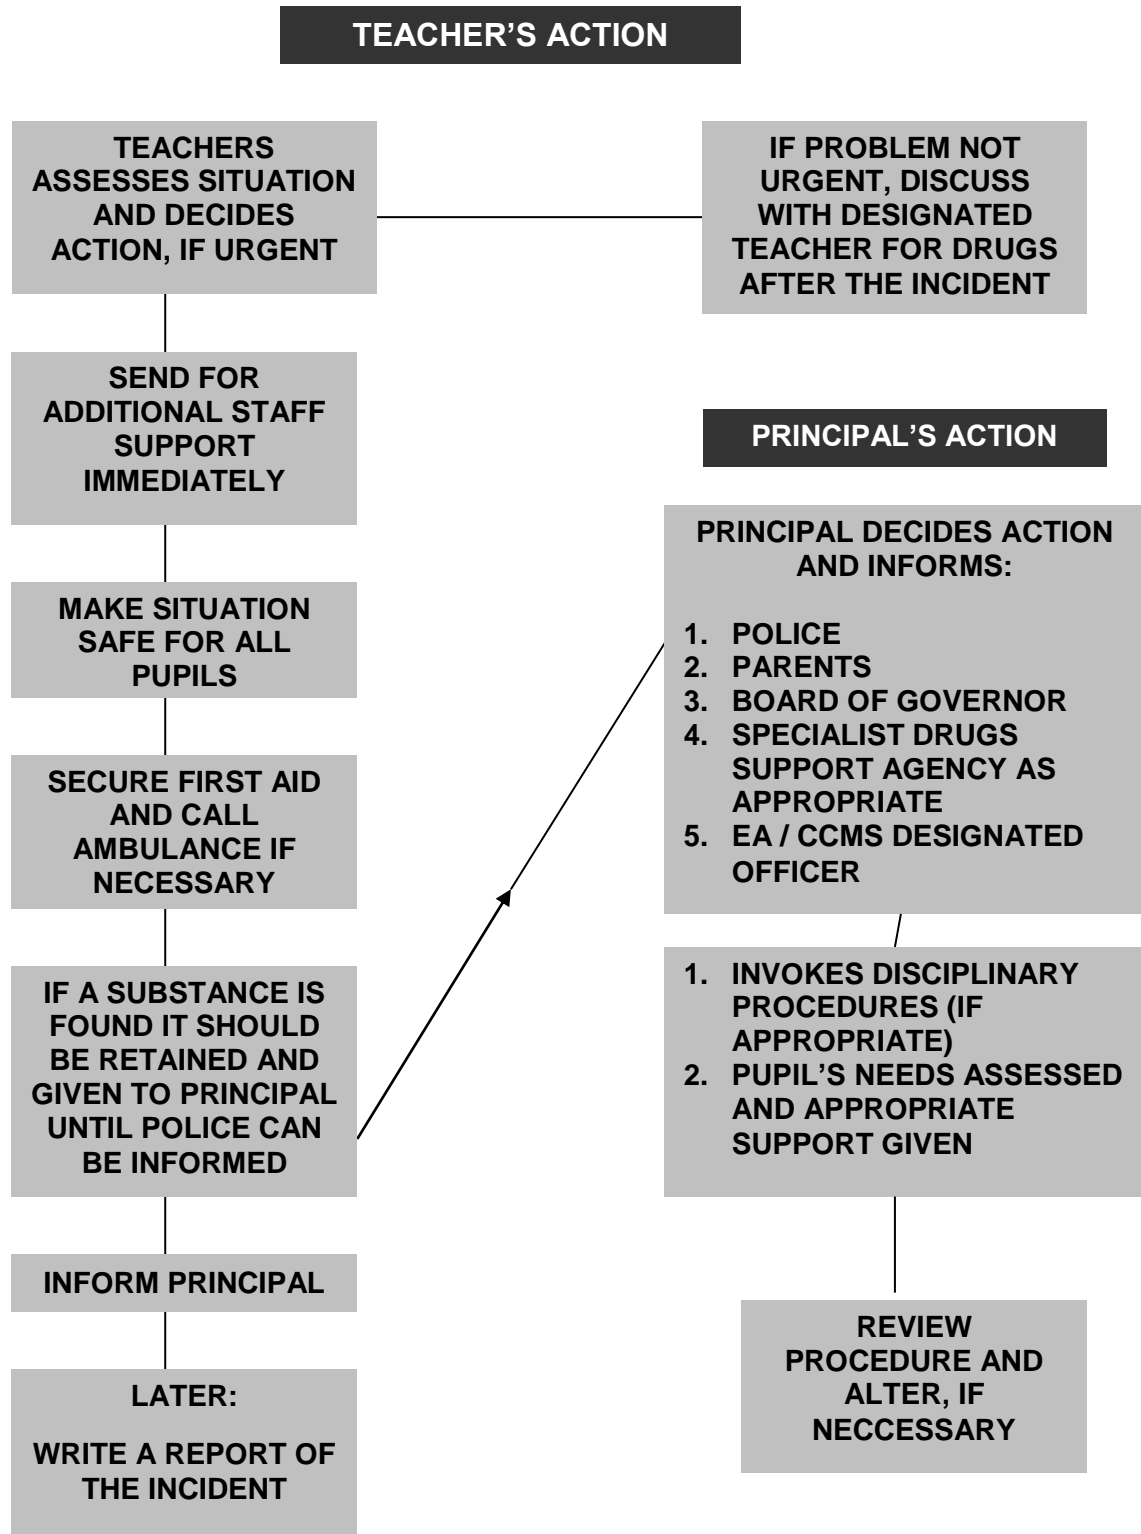 TEACHER’S ACTION
TEACHERS
ASSESSES SITUATION
AND DECIDES
ACTION, IF URGENT
IF PROBLEM NOT
URGENT, DISCUSS
WITH DESIGNATED
TEACHER FOR DRUGS
AFTER THE INCIDENT
SEND FOR
ADDITIONAL STAFF
SUPPORT
IMMEDIATELY
MAKE SITUATION
SAFE FOR ALL
PUPILS
SECURE FIRST AID
AND CALL
AMBULANCE IF
NECESSARY
IF A SUBSTANCE IS
FOUND IT SHOULD
BE RETAINED AND
GIVEN TO PRINCIPAL
UNTIL POLICE CAN
BE INFORMED
INFORM PRINCIPAL
LATER:
WRITE A REPORT OF
THE INCIDENT
PRINCIPAL’S ACTION
PRINCIPAL DECIDES ACTION
AND INFORMS:
1. POLICE
2. PARENTS
3. BOARD OF GOVERNOR
4. SPECIALIST DRUGS
SUPPORT AGENCY AS
APPROPRIATE
5. EA / CCMS DESIGNATED
OFFICER
1. INVOKES DISCIPLINARY
PROCEDURES (IF
APPROPRIATE)
2. PUPIL’S NEEDS ASSESSED
AND APPROPRIATE
SUPPORT GIVEN
REVIEW
PROCEDURE AND
ALTER, IF
NECCESSARY